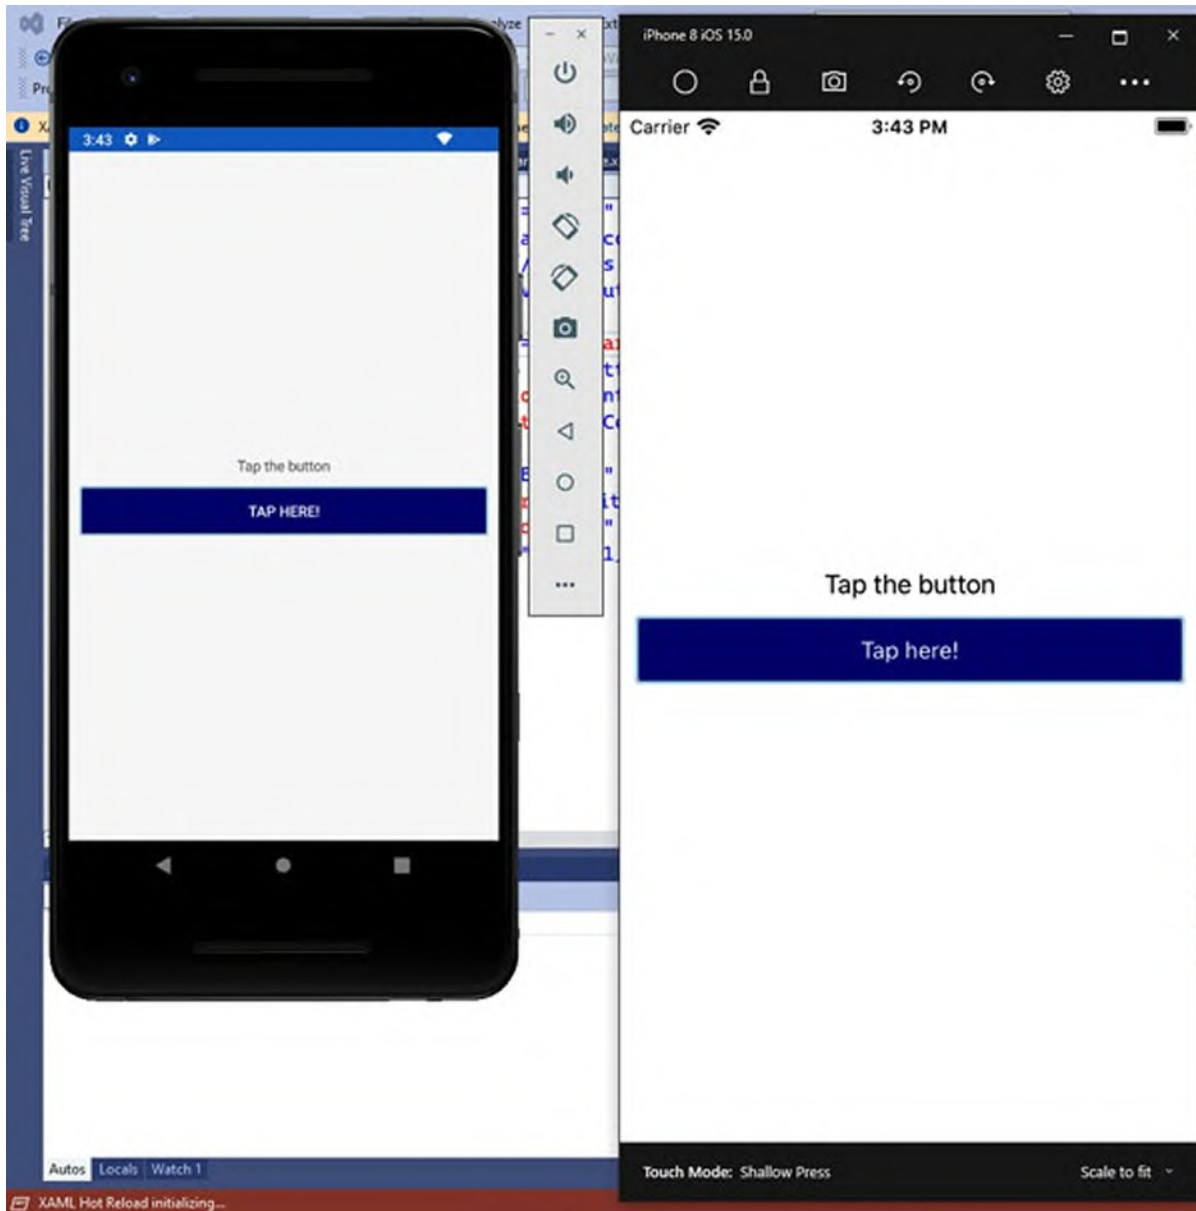 iPhone 8 iOS 15.0
Carrier
3:43 PM
3:43
Live Visual Tree
Tap the button
TAP HERE!
Tap the button
Tap here!
Autos Locals Watch 1
Touch Mode: Shallow Press
Scale to fit
XAML Hot Reload initializing...